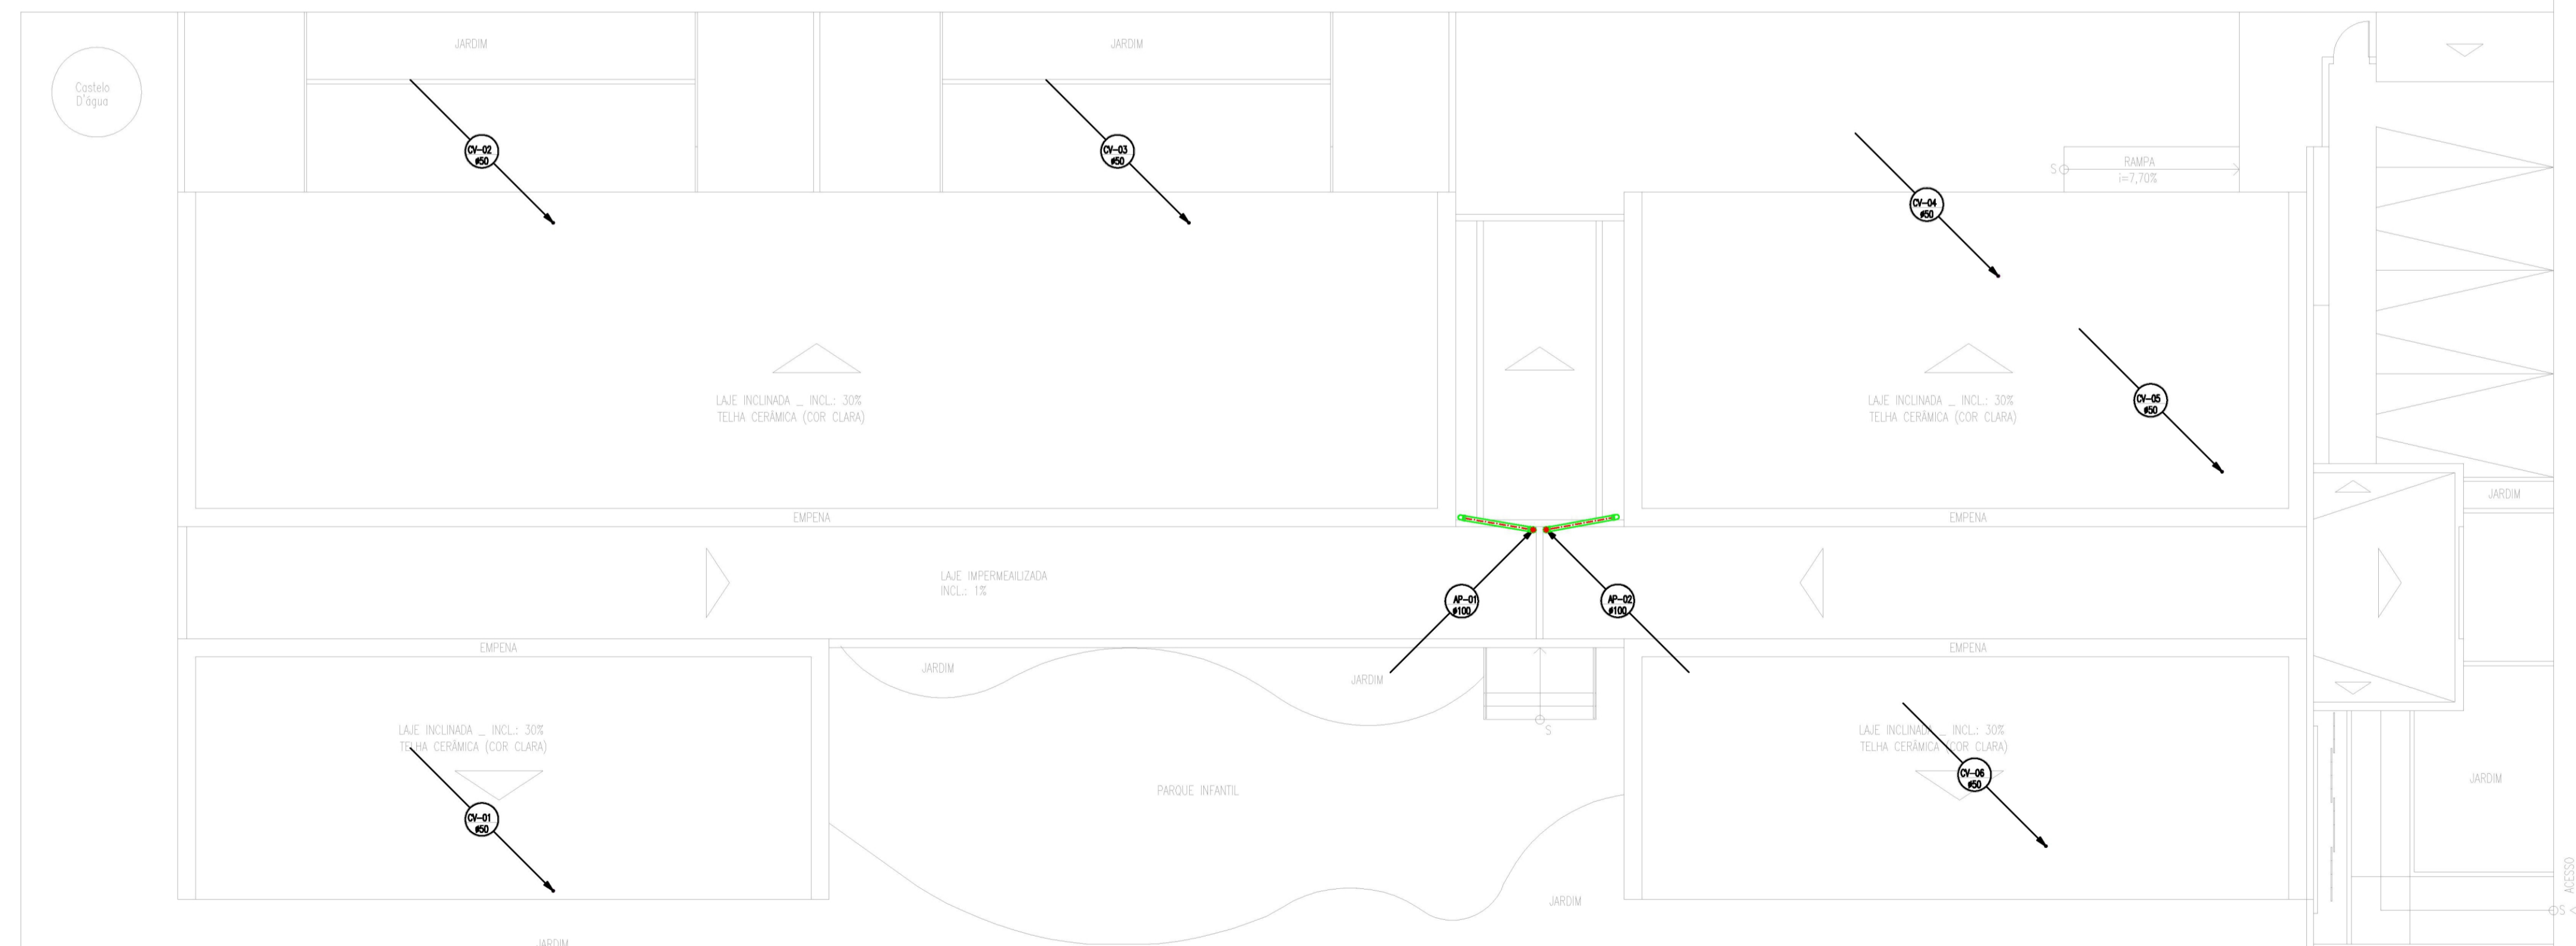 JARDIM
JARDIM
Castelo
D'água
CV-02
ø50
CV-03
ø50
RAMPA
i=7,70%
S
CV-04
ø50
LAJE INCLINADA _ INCL.: 30%
TELHA CERÂMICA (COR CLARA)
LAJE INCLINADA _ INCL.: 30%
TELHA CERÂMICA (COR CLARA)
CV-05
ø50
JARDIM
EMPENA
EMPENA
LAJE IMPERMEAILIZADA
INCL.: 1%
AP-01
ø100
AP-02
ø100
EMPENA
EMPENA
JARDIM
JARDIM
S
LAJE INCLINADA _ INCL.: 30%
TELHA CERÂMICA (COR CLARA)
LAJE INCLINADA _ INCL.: 30%
TELHA CERÂMICA (COR CLARA)
CV-06
ø50
JARDIM
PARQUE INFANTIL
CV-01
ø50
JARDIM
ACESSO
S
JARDIM